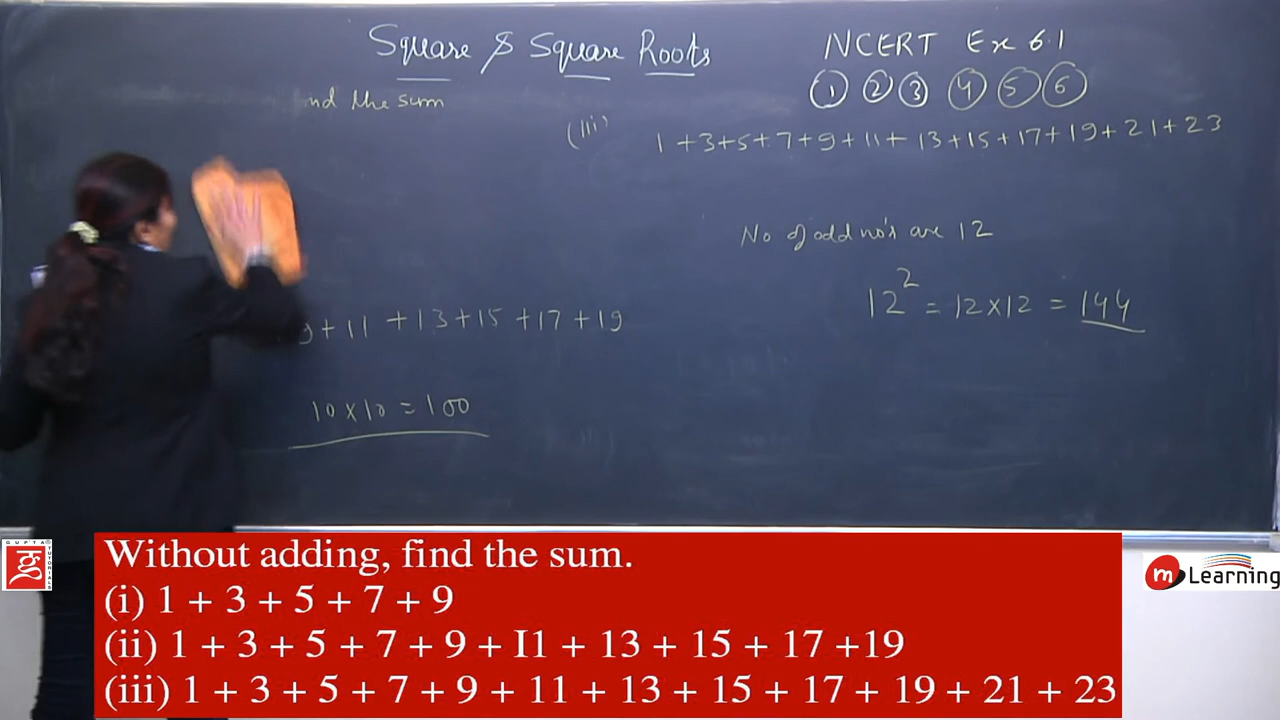 Square & Square Roots
NCERT Ex 6.1
1 2 3 4 5 6
nd the sum
(iii) 1+3+5+7+9+11+13+15+17+19+21+23
No of odd no's are 12
12² = 12×12 = 144
9+11+13+15+17+19
10×10=100
Without adding, find the sum.
(i) 1 + 3 + 5 + 7 + 9
(ii) 1 + 3 + 5 + 7 + 9 + I1 + 13 + 15 + 17 +19
(iii) 1 + 3 + 5 + 7 + 9 + 11 + 13 + 15 + 17 + 19 + 21 + 23
GUPTA TUTORIALS
m Learning